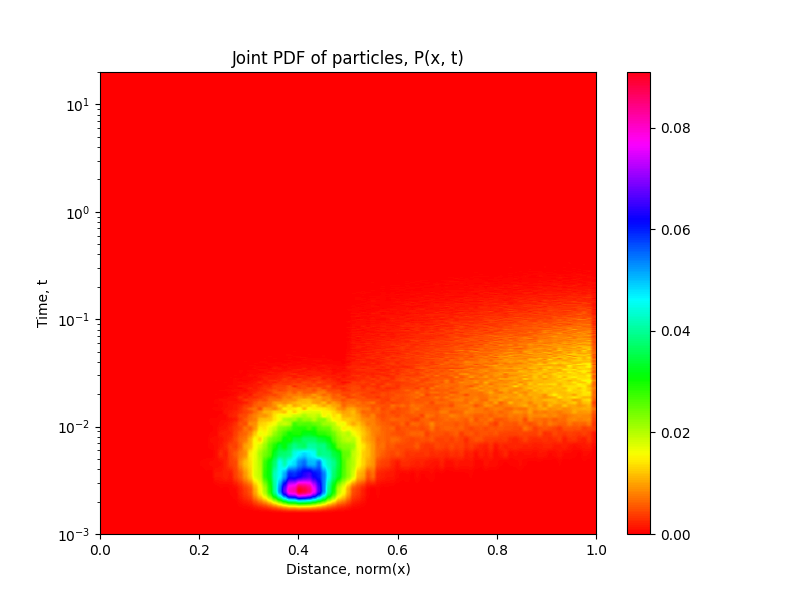 Joint PDF of particles, P(x, t)
10¹
10⁰
10⁻¹
10⁻²
10⁻³
Time, t
0.0 0.2 0.4 0.6 0.8 1.0
Distance, norm(x)
0.08
0.06
0.04
0.02
0.00